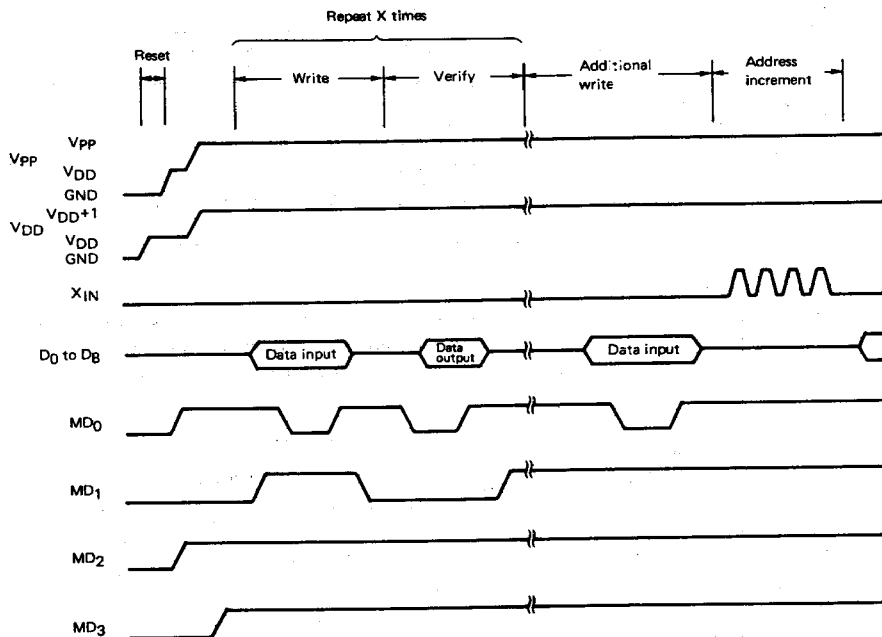 Repeat X times
Reset
Write
Verify
Additional write
Address increment
VPP
VPP
VDD
GND
VDD
VDD+1
VDD
GND
XIN
D0 to DB
Data input
Data output
Data input
MD0
MD1
MD2
MD3